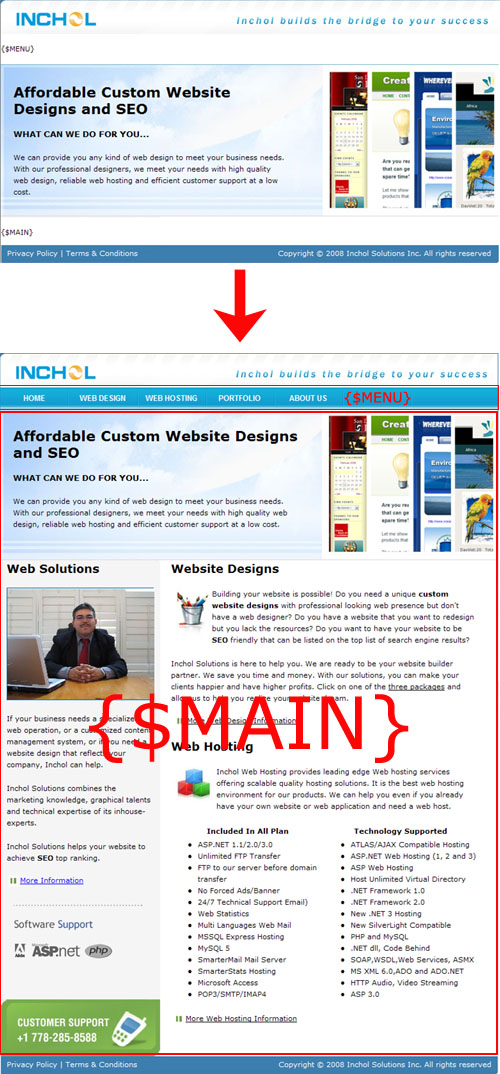 INCHOL
Inchol builds the bridge to your success
{$MENU}
Affordable Custom Website
Designs and SEO
WHAT CAN WE DO FOR YOU...
We can provide you any kind of web design to meet your business needs.
With our professional designers, we meet your needs with high quality
web design, reliable web hosting and efficient customer support at a low
cost.
{$MAIN}
Privacy Policy | Terms & Conditions
Copyright © 2008 Inchol Solutions Inc. All rights reserved
INCHOL
Inchol builds the bridge to your success
HOME WEB DESIGN WEB HOSTING PORTFOLIO ABOUT US {$MENU}
Affordable Custom Website Designs
and SEO
WHAT CAN WE DO FOR YOU...
We can provide you any kind of web design to meet your business needs.
With our professional designers, we meet your needs with high quality web
design, reliable web hosting and efficient customer support at a low cost.
Web Solutions
If your business needs a specialized
web operation, or a customized content
management system, or if you need a
website design that reflects your
company, Inchol can help.
Inchol Solutions combines the
marketing knowledge, graphical talents
and technical expertise of its inhouse-
experts.
Inchol Solutions helps your website to
achieve SEO top ranking.
More Information
Software Support
Adobe ASP.net php
CUSTOMER SUPPORT
+1 778-285-8588
Website Designs
Building your website is possible! Do you need a unique custom
website designs with professional looking web presence but don't
have a web designer? Do you have a website that you want to redesign
but you lack the resources? Do you want to have your website to be
SEO friendly that can be listed on the top list of search engine results?
Inchol Solutions is here to help you. We are ready to be your website builder
partner. We save you time and money. With our solutions, you can make your
clients happier and have higher profits. Click on one of the three packages and
allow us to help you realize your website dream.
{$MAIN}
More Web Design Information
Web Hosting
Inchol Web Hosting provides leading edge Web hosting services
offering scalable quality hosting solutions. It is the best web hosting
environment for our products. We can help you even if you already
have your own website or web application and need a web host.
Included In All Plan
ASP.NET 1.1/2.0/3.0
Unlimited FTP Transfer
FTP to our server before domain
transfer
No Forced Ads/Banner
24/7 Technical Support Email)
Web Statistics
Multi Languages Web Mail
MSSQL Express Hosting
MySQL 5
SmarterMail Mail Server
SmarterStats Hosting
Microsoft Access
POP3/SMTP/IMAP4
Technology Supported
ATLAS/AJAX Compatible Hosting
ASP.NET Web Hosting (1, 2 and 3)
ASP Web Hosting
Host Unlimited Virtual Directory
.NET Framework 1.0
.NET Framework 2.0
New .NET 3 Hosting
New SilverLight Compatible
PHP and MySQL
.NET dll, Code Behind
SOAP,WSDL,Web Services, ASMX
MS XML 6.0,ADO and ADO.NET
HTTP Audio, Video Streaming
ASP 3.0
More Web Hosting Information
Privacy Policy | Terms & Conditions
Copyright © 2008 Inchol Solutions Inc. All rights reserved